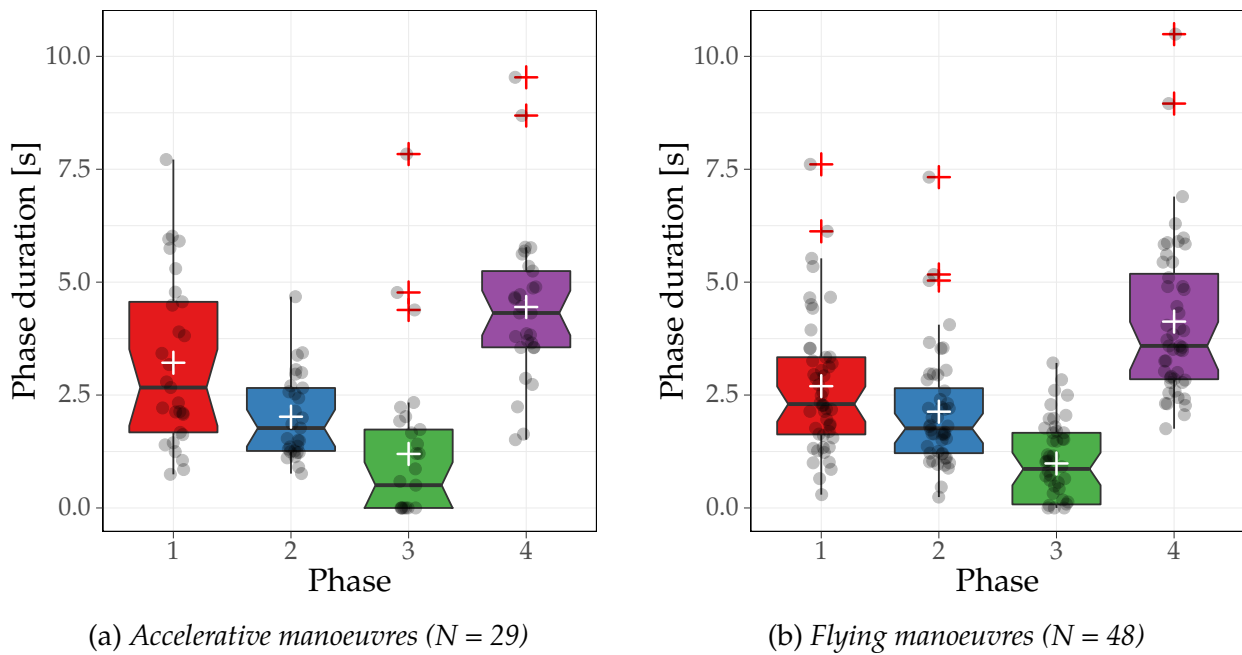 10.0
7.5
5.0
2.5
0.0
Phase duration [s]
1 2 3 4
Phase
(a) Accelerative manoeuvres (N = 29)
10.0
7.5
5.0
2.5
0.0
Phase duration [s]
1 2 3 4
Phase
(b) Flying manoeuvres (N = 48)